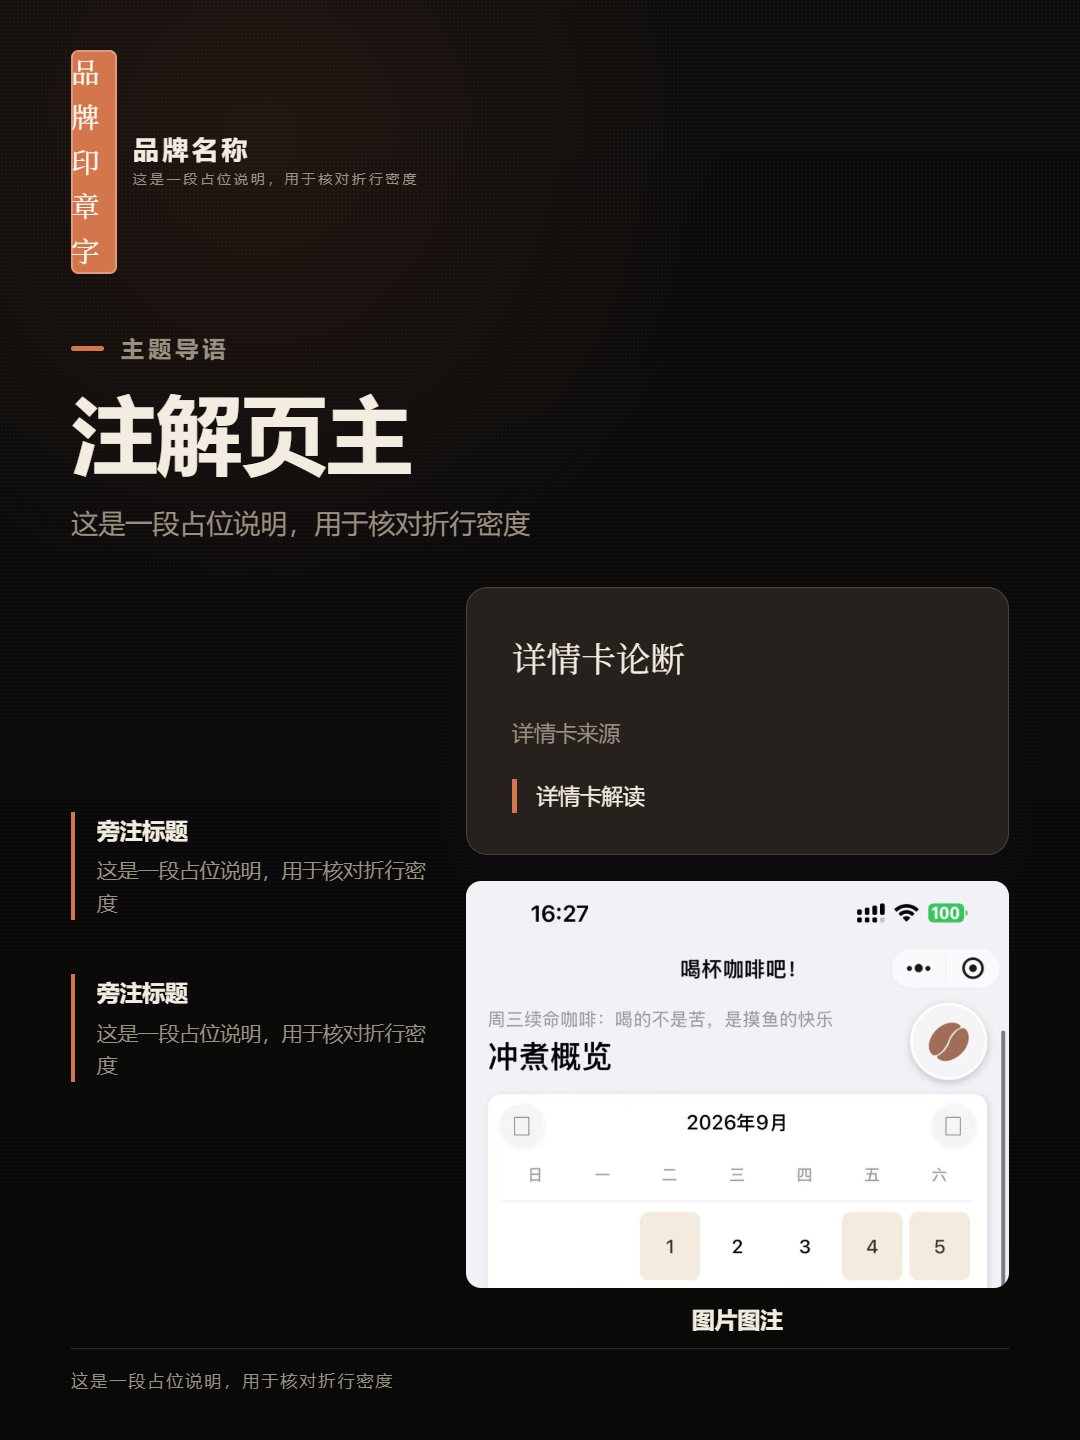 品
牌
印
章
字
品牌名称
这是一段占位说明，用于核对折行密度
主题导语
注解页主
这是一段占位说明，用于核对折行密度
详情卡论断
详情卡来源
详情卡解读
旁注标题
这是一段占位说明，用于核对折行密
度
旁注标题
这是一段占位说明，用于核对折行密
度
16:27
100
喝杯咖啡吧！
周三续命咖啡：喝的不是苦，是摸鱼的快乐
冲煮概览
2026年9月
日 一 二 三 四 五 六
1 2 3 4 5
图片图注
这是一段占位说明，用于核对折行密度